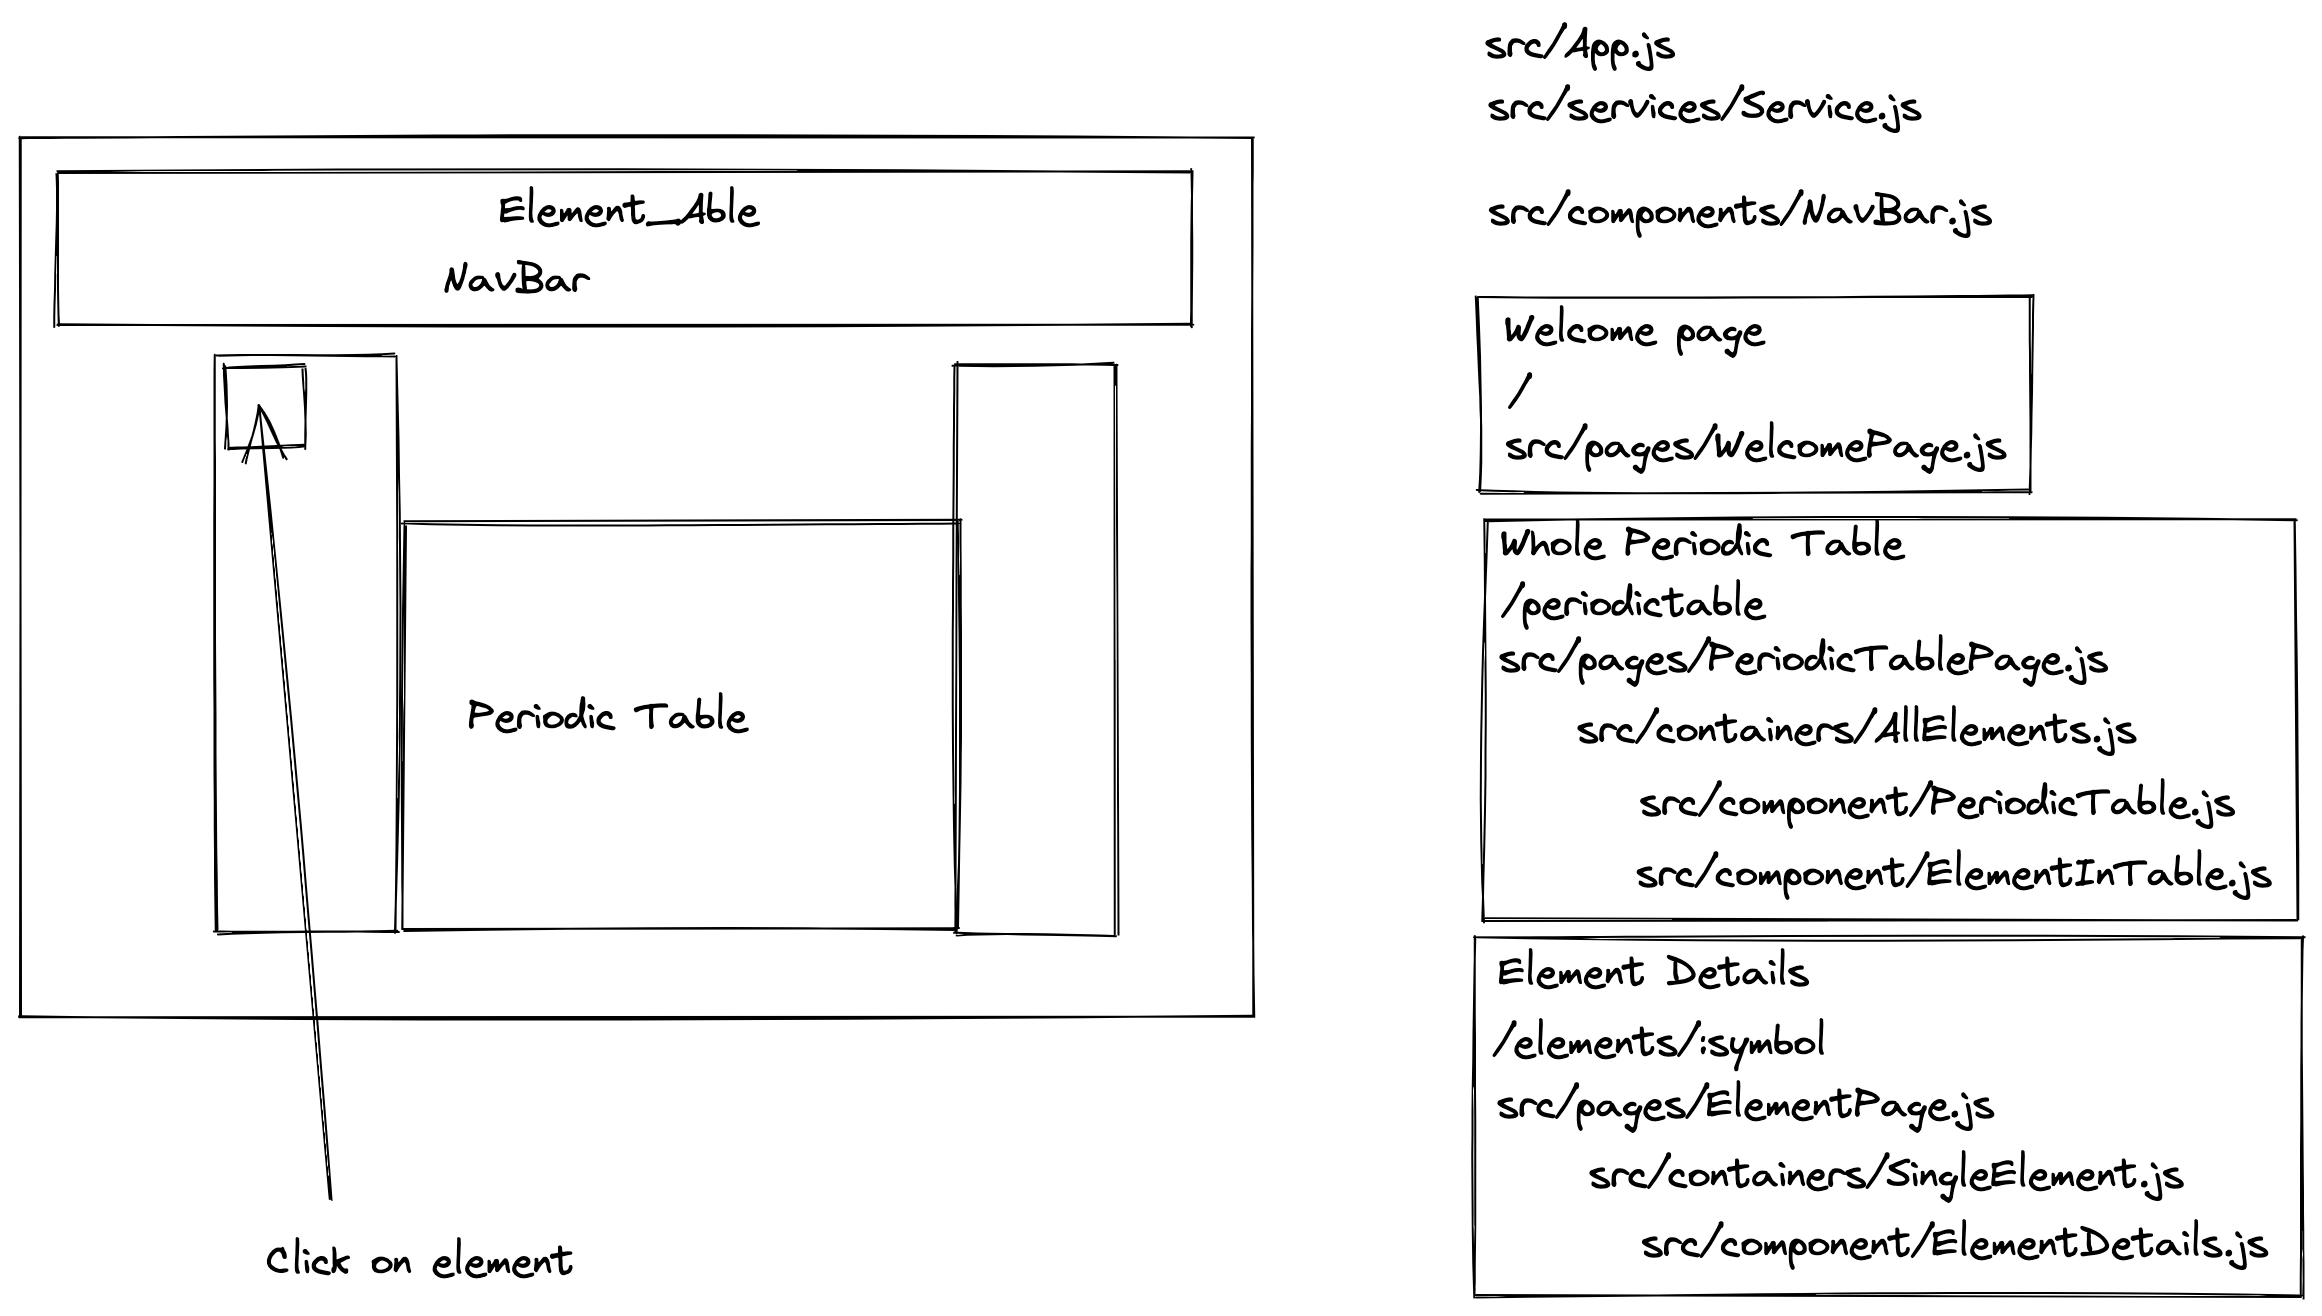 Element_Able
NavBar
Periodic Table
Click on element
src/App.js
src/services/Service.js
src/components/NavBar.js
Welcome page
/
src/pages/WelcomePage.js
Whole Periodic Table
/periodictable
src/pages/PeriodicTablePage.js
src/containers/AllElements.js
src/component/PeriodicTable.js
src/component/ElementInTable.js
Element Details
/elements/:symbol
src/pages/ElementPage.js
src/containers/SingleElement.js
src/component/ElementDetails.js